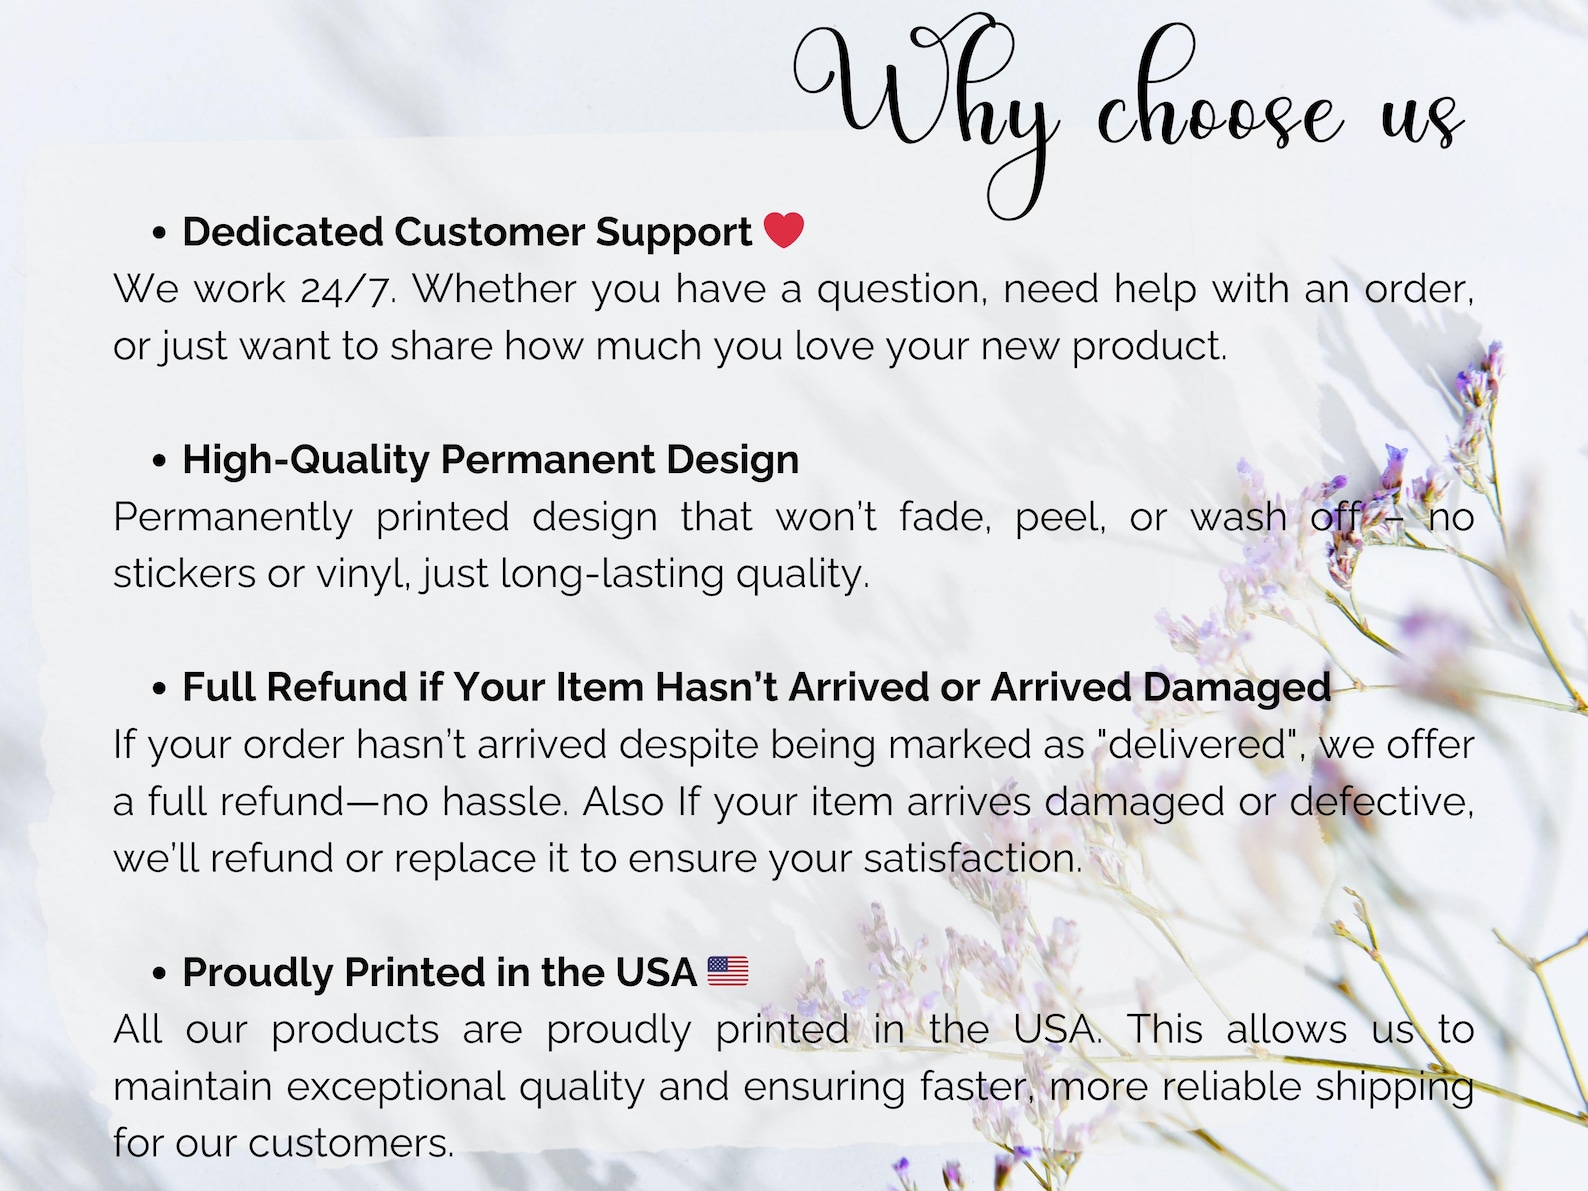 Why choose us
• Dedicated Customer Support ❤️
We work 24/7. Whether you have a question, need help with an order,
or just want to share how much you love your new product.
• High-Quality Permanent Design
Permanently printed design that won’t fade, peel, or wash off – no
stickers or vinyl, just long-lasting quality.
• Full Refund if Your Item Hasn’t Arrived or Arrived Damaged
If your order hasn’t arrived despite being marked as "delivered", we offer
a full refund—no hassle. Also If your item arrives damaged or defective,
we’ll refund or replace it to ensure your satisfaction.
• Proudly Printed in the USA 🇺🇸
All our products are proudly printed in the USA. This allows us to
maintain exceptional quality and ensuring faster, more reliable shipping
for our customers.